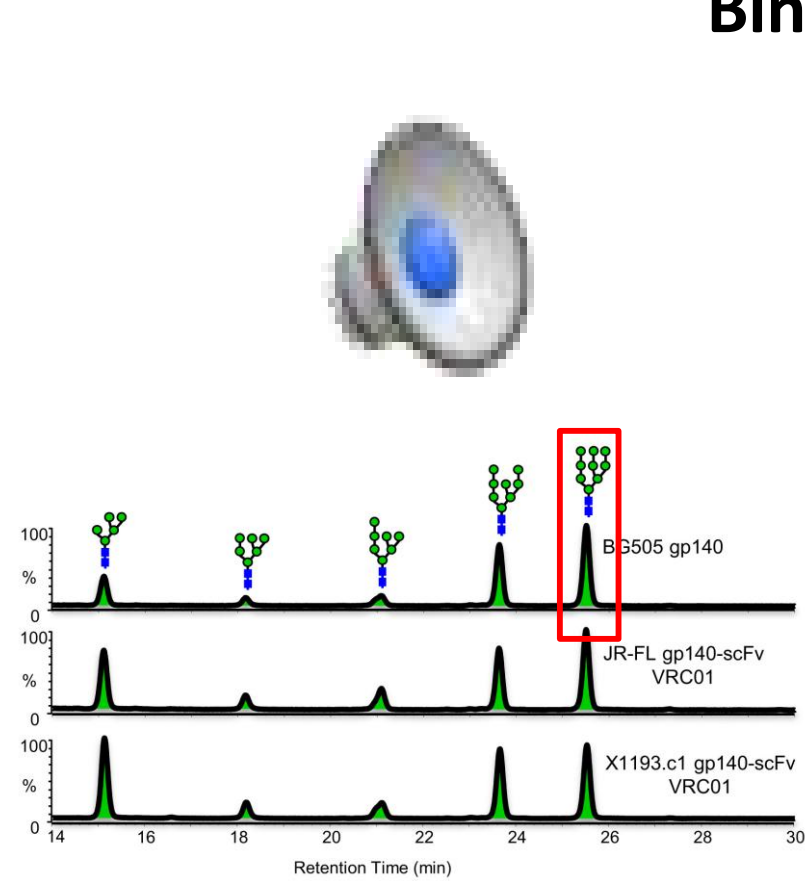 Bin
100
%
0
BG505 gp140
100
%
0
JR-FL gp140-scFv
VRC01
100
%
0
X1193.c1 gp140-scFv
VRC01
14 16 18 20 22 24 26 28 30
Retention Time (min)